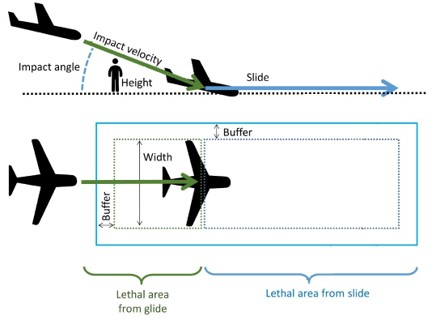 Impact velocity
Impact angle
Height
Slide
Buffer
Width
Buffer
Lethal area
from glide
Lethal area from slide